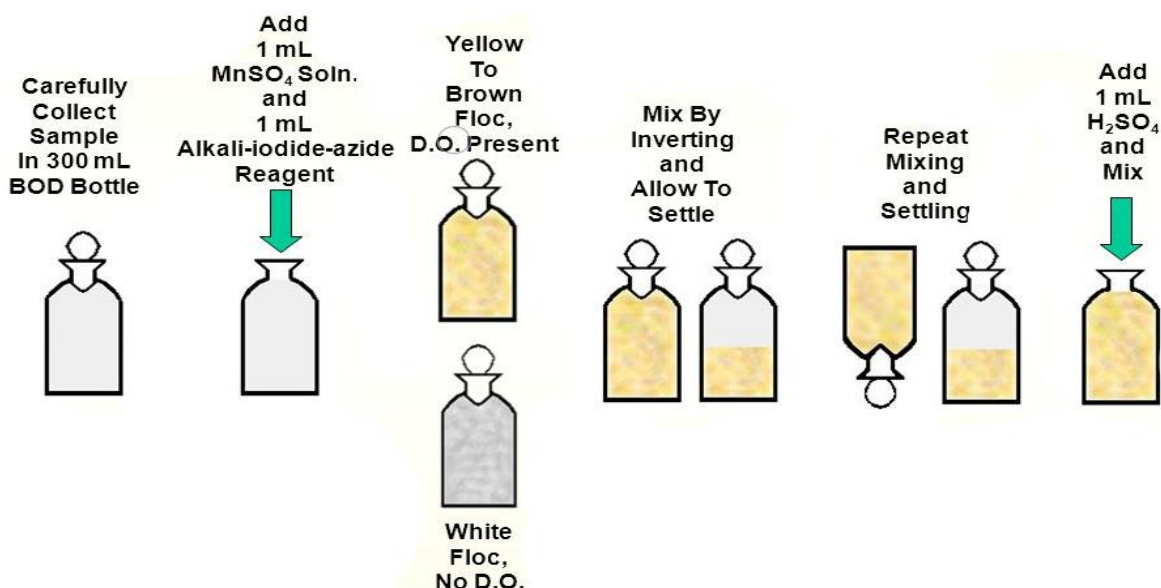 Carefully
Collect
Sample
In 300 mL
BOD Bottle
Add
1 mL
MnSO₄ Soln.
and
1 mL
Alkali-iodide-azide
Reagent
Yellow
To
Brown
Floc,
D.O. Present
White
Floc,
No D.O.
Mix By
Inverting
and
Allow To
Settle
Repeat
Mixing
and
Settling
Add
1 mL
H₂SO₄
and
Mix